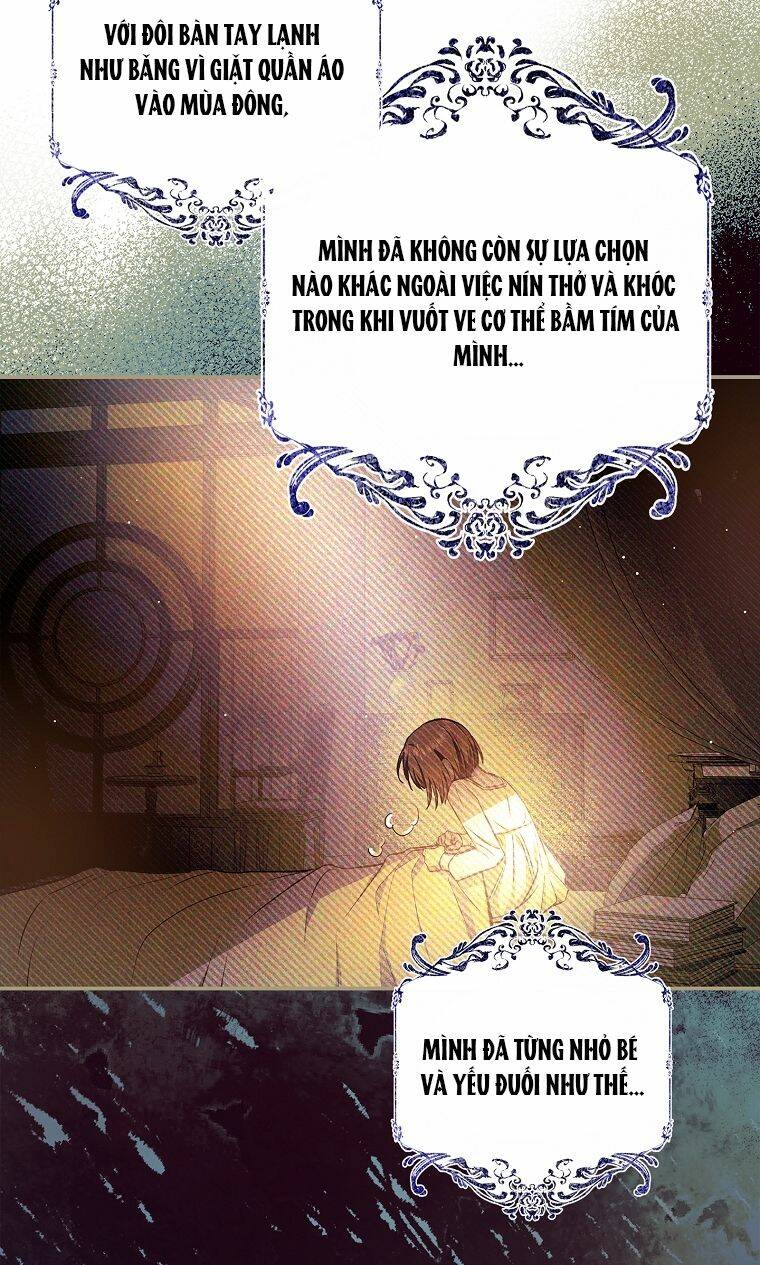 VỚI ĐÔI BÀN TAY LẠNH
NHƯ BĂNG VÌ GIẶT QUẦN ÁO
VÀO MÙA ĐÔNG,
MÌNH ĐÃ KHÔNG CÒN SỰ LỰA CHỌN
NÀO KHÁC NGOÀI VIỆC NÍN THỞ VÀ KHÓC
TRONG KHI VUỐT VE CƠ THỂ BẦM TÍM CỦA
MÌNH...
MÌNH ĐÃ TỪNG NHỎ BÉ
VÀ YẾU ĐUỐI NHƯ THẾ...